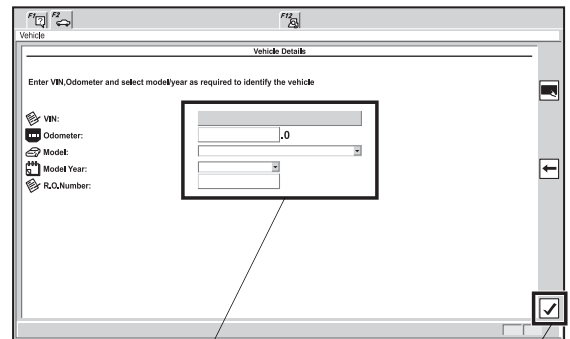 F1 F2 F12
Vehicle
Vehicle Details
Enter VIN,Odometer and select model/year as required to identify the vehicle
VIN:
Odometer: .0
Model:
Model Year:
R.O.Number: